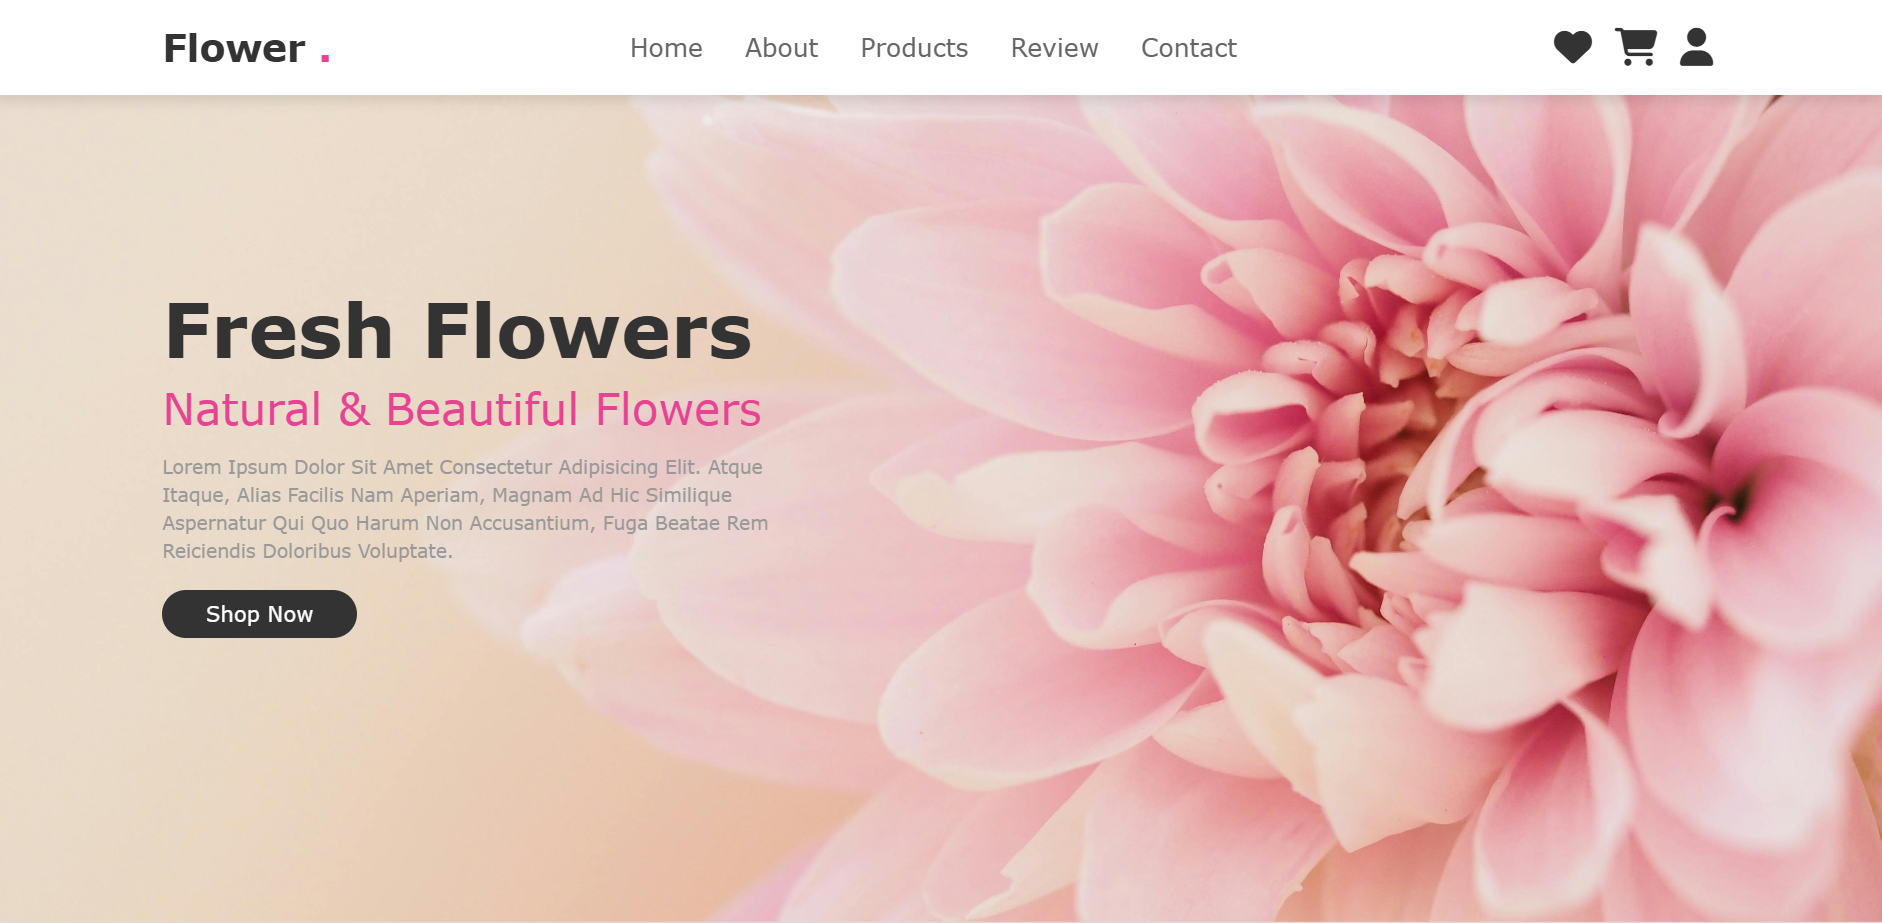 Flower .
Home About Products Review Contact
Fresh Flowers
Natural & Beautiful Flowers
Lorem Ipsum Dolor Sit Amet Consectetur Adipisicing Elit. Atque
Itaque, Alias Facilis Nam Aperiam, Magnam Ad Hic Similique
Aspernatur Qui Quo Harum Non Accusantium, Fuga Beatae Rem
Reiciendis Doloribus Voluptate.
Shop Now